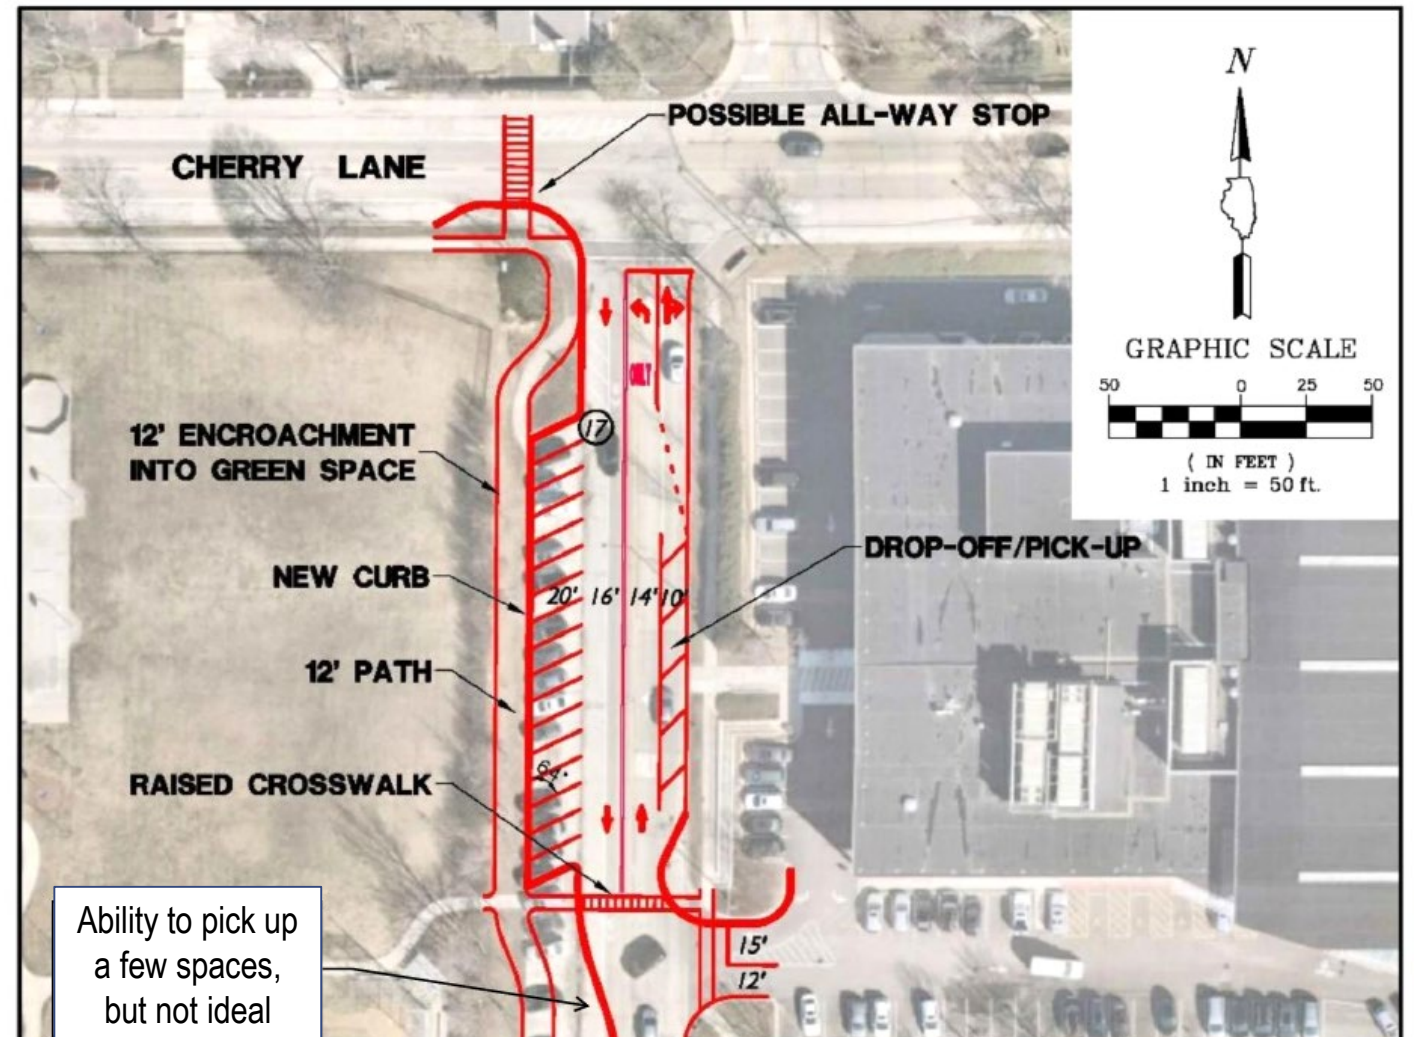 N
POSSIBLE ALL-WAY STOP
CHERRY LANE
GRAPHIC SCALE
50 0 25 50
( IN FEET )
1 inch = 50 ft.
ONLY
17
12' ENCROACHMENT
INTO GREEN SPACE
DROP-OFF/PICK-UP
NEW CURB
20' 16' 14' 10'
12' PATH
64°
RAISED CROSSWALK
Ability to pick up
a few spaces,
but not ideal
15'
12'